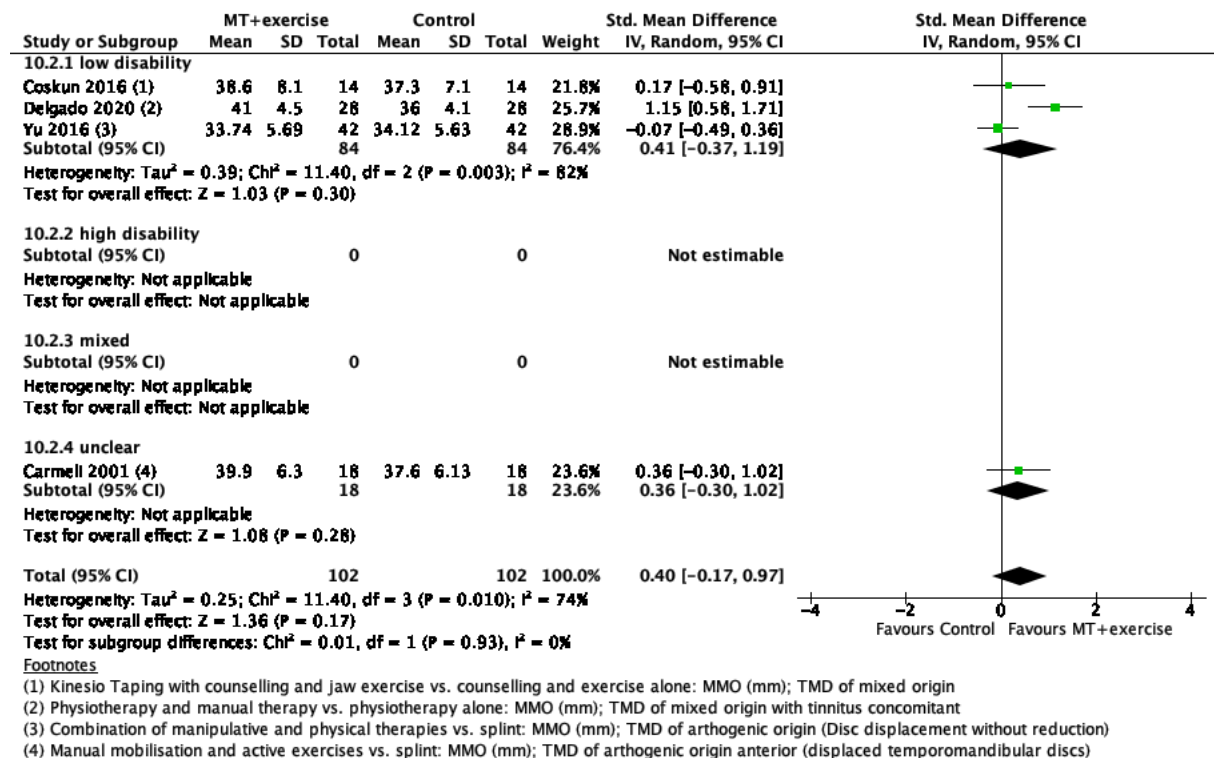 MT+exercise Control Std. Mean Difference Std. Mean Difference
Study or Subgroup Mean SD Total Mean SD Total Weight IV, Random, 95% CI IV, Random, 95% CI
10.2.1 low disability
Coskun 2016 (1) 38.6 8.1 14 37.3 7.1 14 21.8% 0.17 [-0.58, 0.91]
Delgado 2020 (2) 41 4.5 28 36 4.1 28 25.7% 1.15 [0.58, 1.71]
Yu 2016 (3) 33.74 5.69 42 34.12 5.63 42 28.9% -0.07 [-0.49, 0.36]
Subtotal (95% CI) 84 84 76.4% 0.41 [-0.37, 1.19]
Heterogeneity: Tau² = 0.39; Chi² = 11.40, df = 2 (P = 0.003); I² = 82%
Test for overall effect: Z = 1.03 (P = 0.30)
10.2.2 high disability
Subtotal (95% CI) 0 0 Not estimable
Heterogeneity: Not applicable
Test for overall effect: Not applicable
10.2.3 mixed
Subtotal (95% CI) 0 0 Not estimable
Heterogeneity: Not applicable
Test for overall effect: Not applicable
10.2.4 unclear
Carmeli 2001 (4) 39.9 6.3 18 37.6 6.13 18 23.6% 0.36 [-0.30, 1.02]
Subtotal (95% CI) 18 18 23.6% 0.36 [-0.30, 1.02]
Heterogeneity: Not applicable
Test for overall effect: Z = 1.08 (P = 0.28)
Total (95% CI) 102 102 100.0% 0.40 [-0.17, 0.97]
Heterogeneity: Tau² = 0.25; Chi² = 11.40, df = 3 (P = 0.010); I² = 74%
Test for overall effect: Z = 1.36 (P = 0.17)
Test for subgroup differences: Chi² = 0.01, df = 1 (P = 0.93), I² = 0%
-4 -2 0 2 4
Favours Control Favours MT+exercise
Footnotes
(1) Kinesio Taping with counselling and jaw exercise vs. counselling and exercise alone: MMO (mm); TMD of mixed origin
(2) Physiotherapy and manual therapy vs. physiotherapy alone: MMO (mm); TMD of mixed origin with tinnitus concomitant
(3) Combination of manipulative and physical therapies vs. splint: MMO (mm); TMD of arthogenic origin (Disc displacement without reduction)
(4) Manual mobilisation and active exercises vs. splint: MMO (mm); TMD of arthogenic origin anterior (displaced temporomandibular discs)